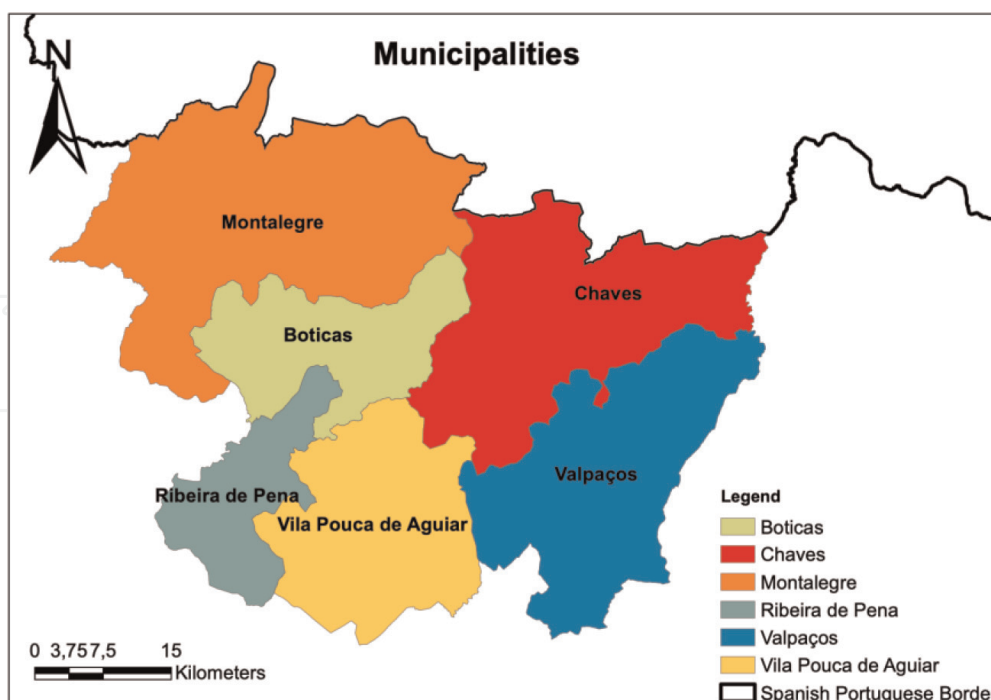 Municipalities
N
Montalegre
Chaves
Boticas
Valpaços
Ribeira de Pena
Vila Pouca de Aguiar
Legend
Boticas
Chaves
Montalegre
Ribeira de Pena
Valpaços
Vila Pouca de Aguiar
Spanish Portuguese Borde
0 3,757,5 15
Kilometers